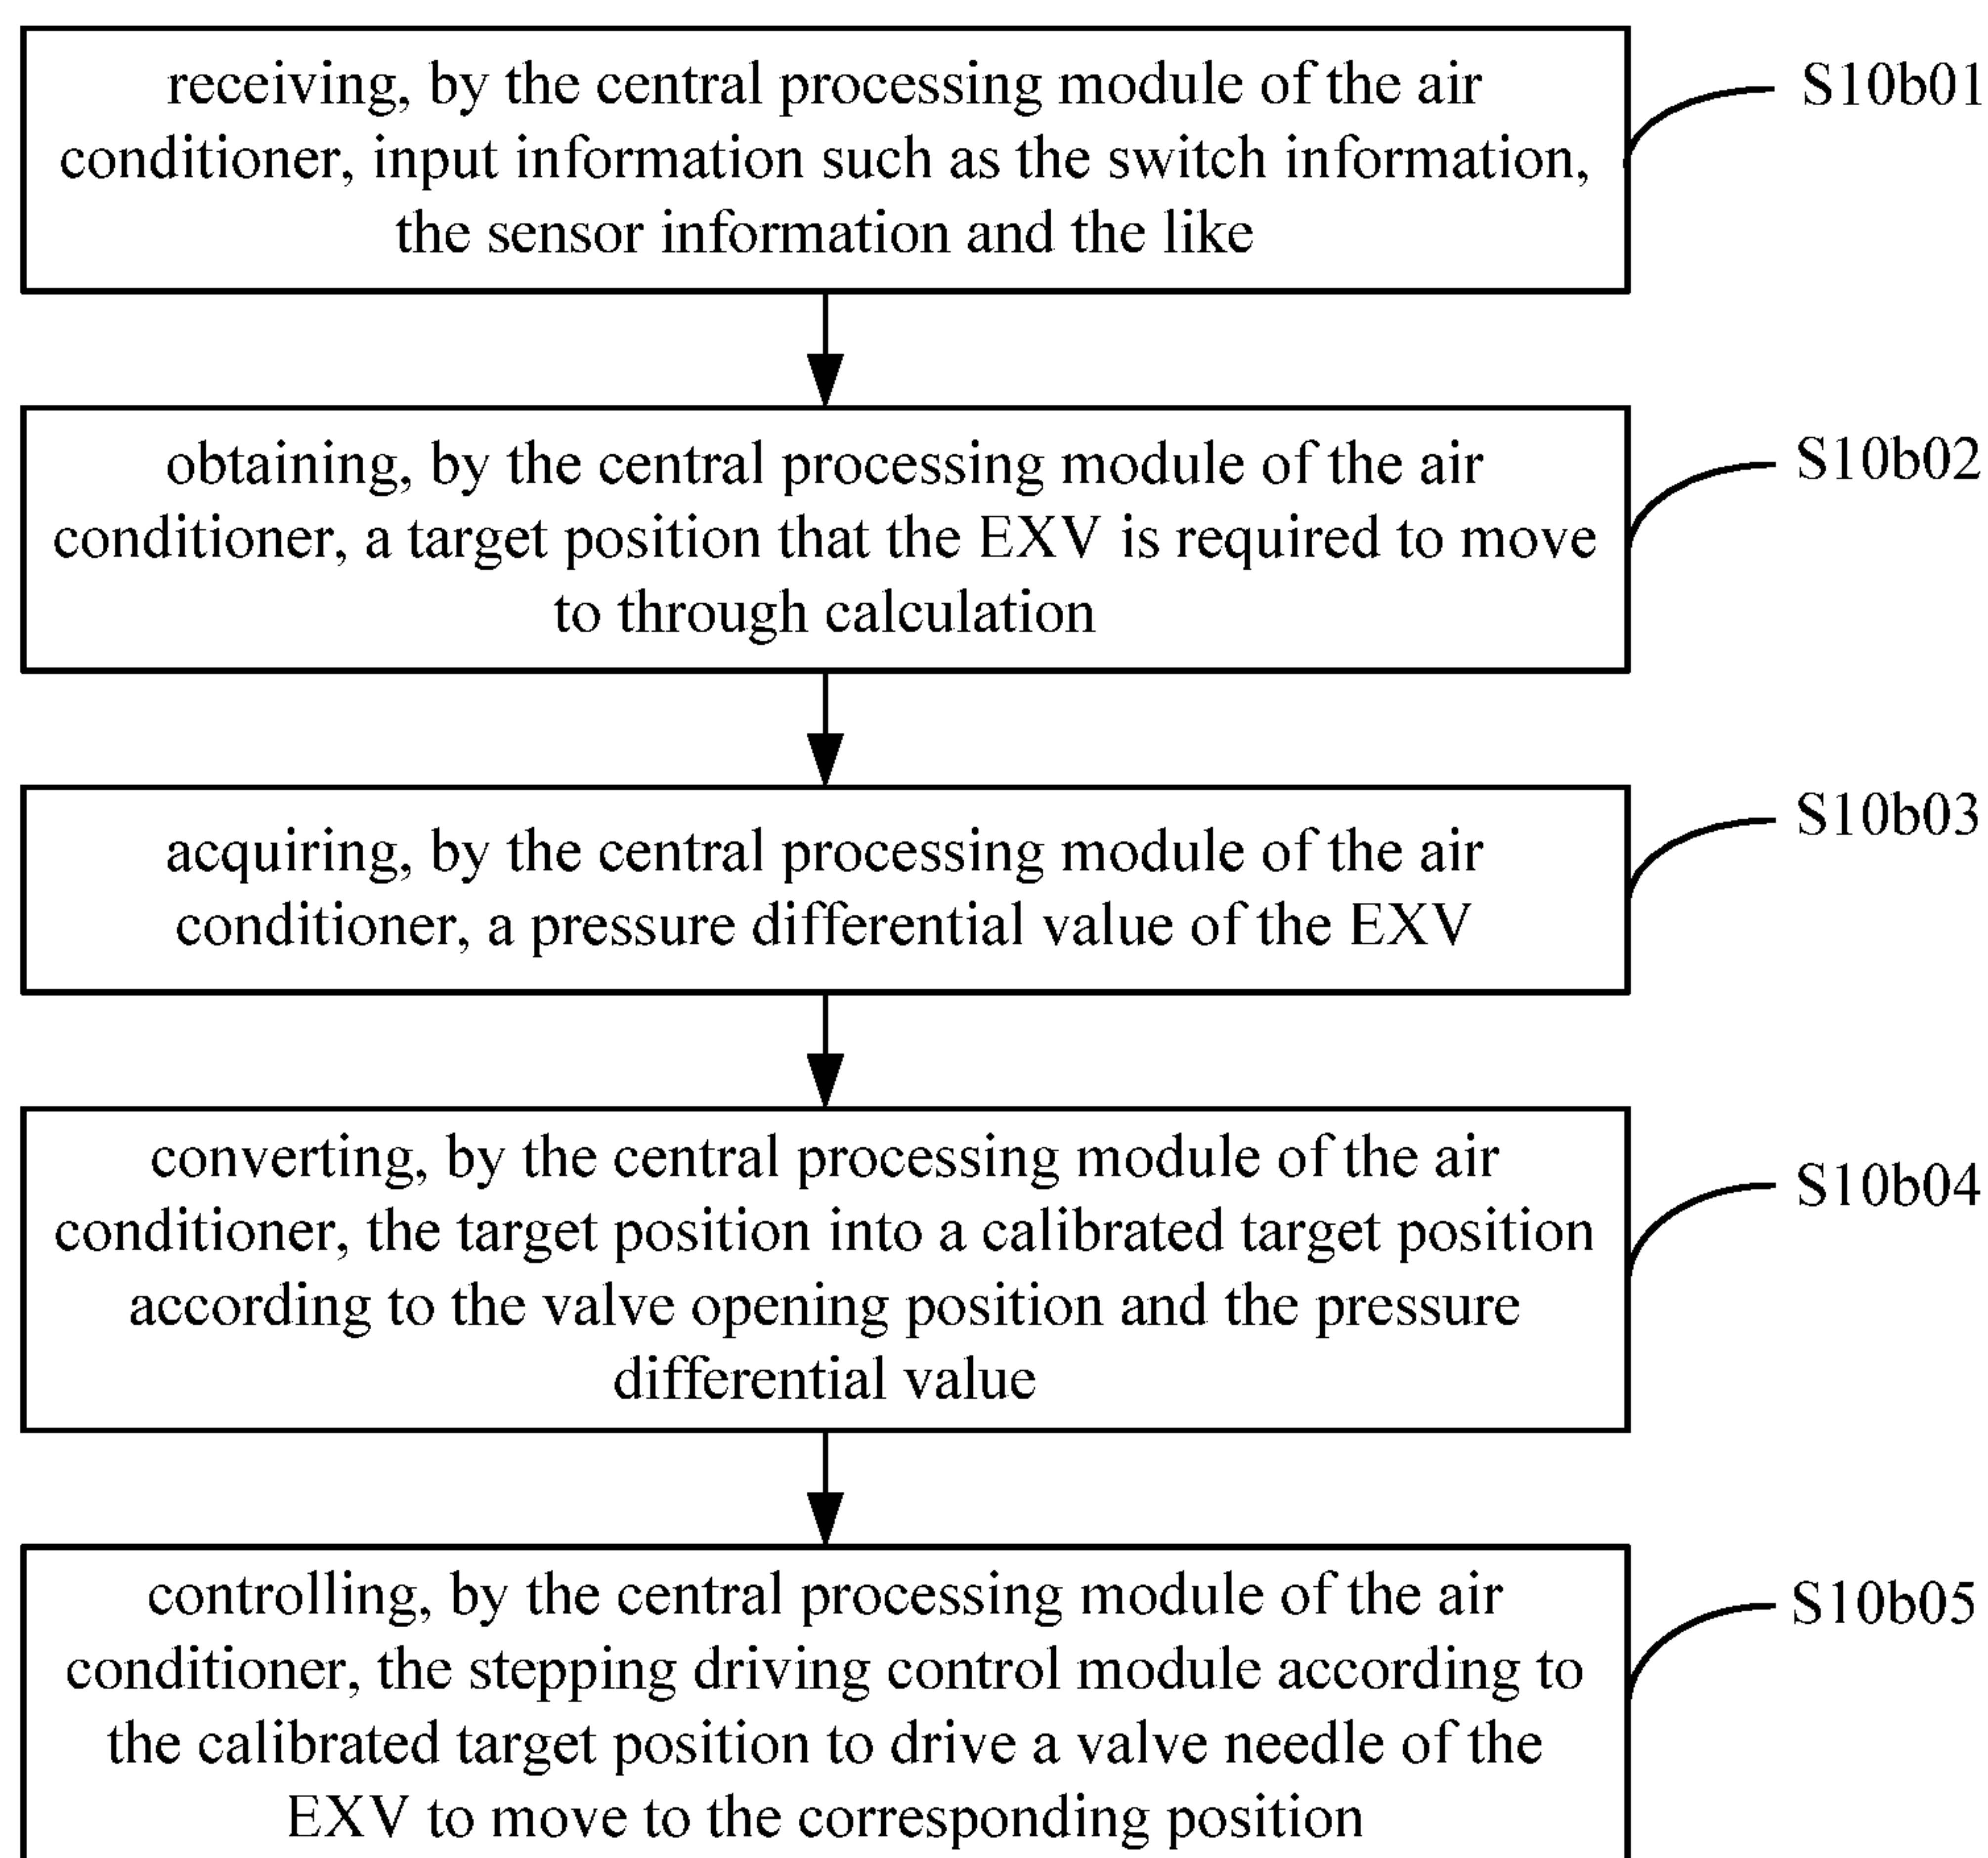 receiving, by the central processing module of the air
conditioner, input information such as the switch information,
the sensor information and the like
S10b01
obtaining, by the central processing module of the air
conditioner, a target position that the EXV is required to move
to through calculation
S10b02
acquiring, by the central processing module of the air
conditioner, a pressure differential value of the EXV
S10b03
converting, by the central processing module of the air
conditioner, the target position into a calibrated target position
according to the valve opening position and the pressure
differential value
S10b04
controlling, by the central processing module of the air
conditioner, the stepping driving control module according to
the calibrated target position to drive a valve needle of the
EXV to move to the corresponding position
S10b05